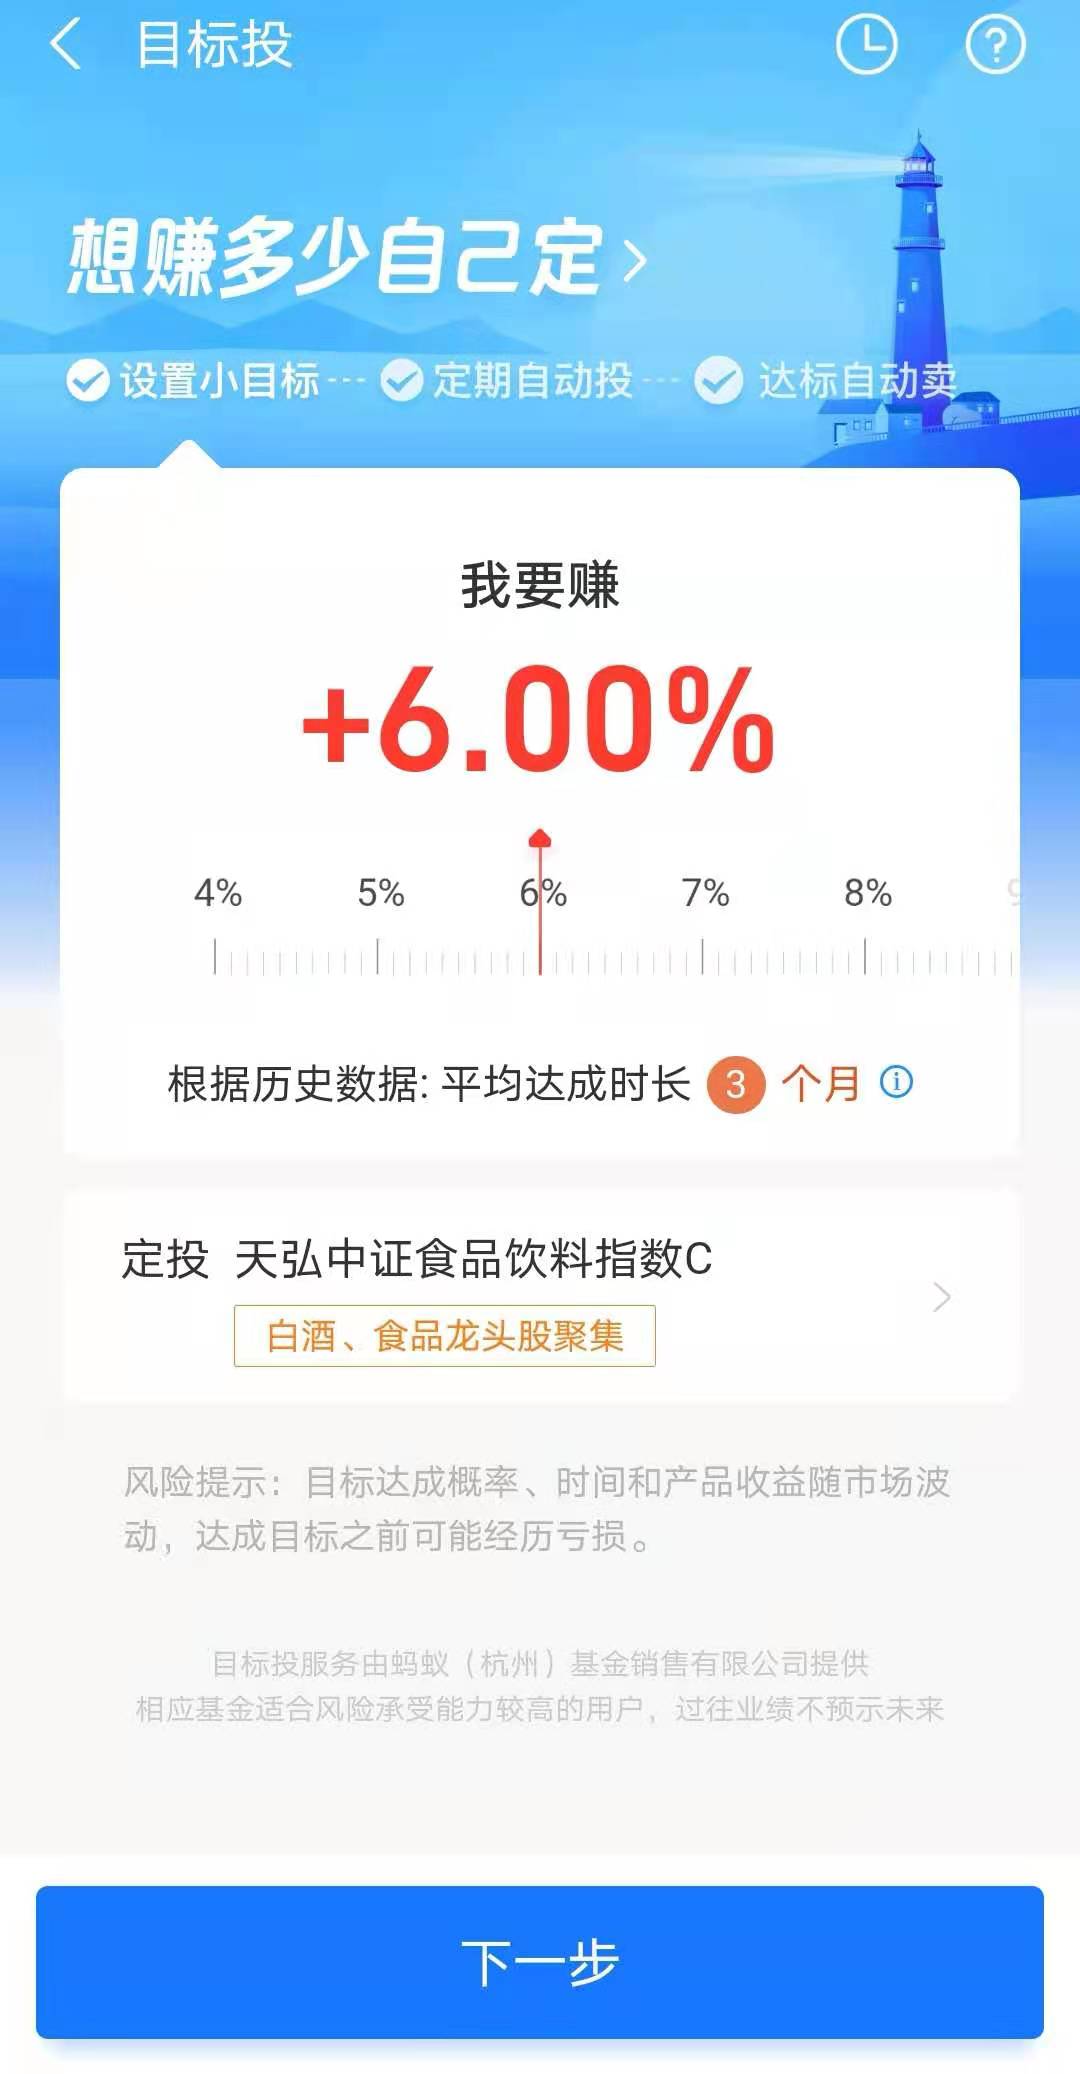 目标投
想赚多少自己定
设置小目标
定期自动投
达标自动卖
我要赚
+6.00%
4% 5% 6% 7% 8% 9
根据历史数据: 平均达成时长 3 个月
定投 天弘中证食品饮料指数C
白酒、食品龙头股聚集
风险提示：目标达成概率、时间和产品收益随市场波
动，达成目标之前可能经历亏损。
目标投服务由蚂蚁（杭州）基金销售有限公司提供
相应基金适合风险承受能力较高的用户，过往业绩不预示未来
下一步